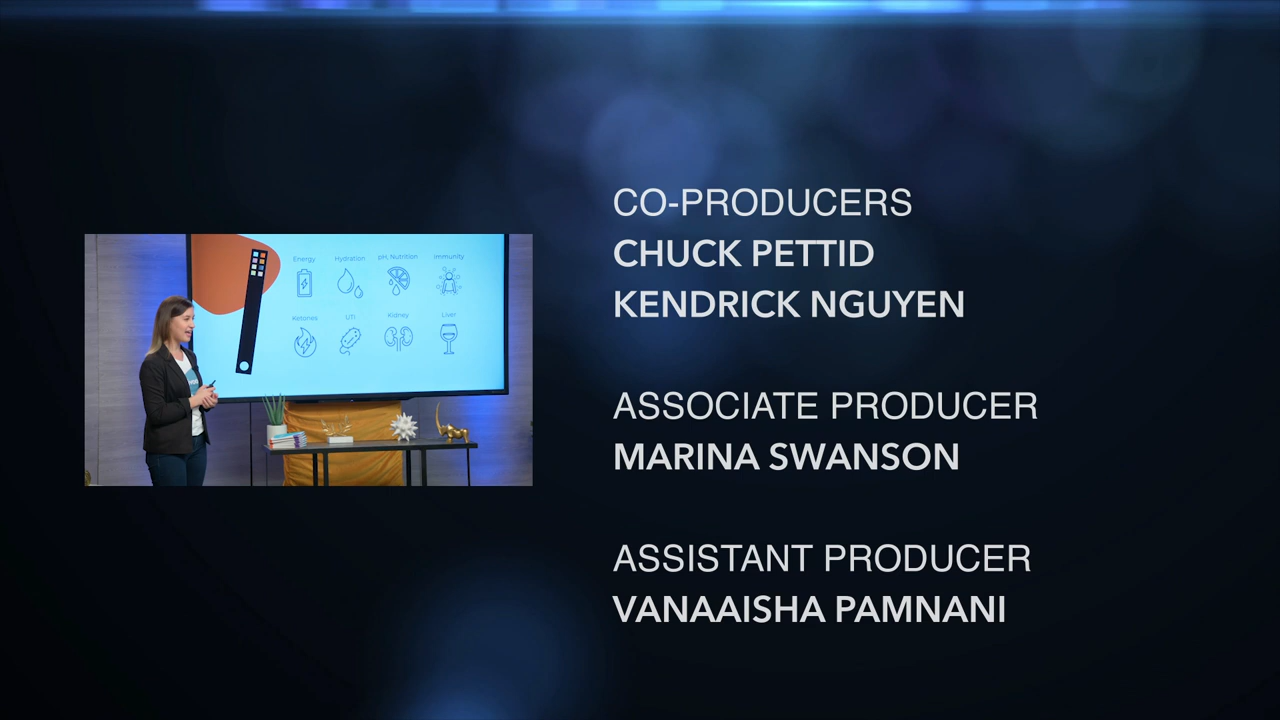 Energy
Hydration
pH, Nutrition
Immunity
Ketones
UTI
Kidney
Liver
CO-PRODUCERS
CHUCK PETTID
KENDRICK NGUYEN
ASSOCIATE PRODUCER
MARINA SWANSON
ASSISTANT PRODUCER
VANAAISHA PAMNANI